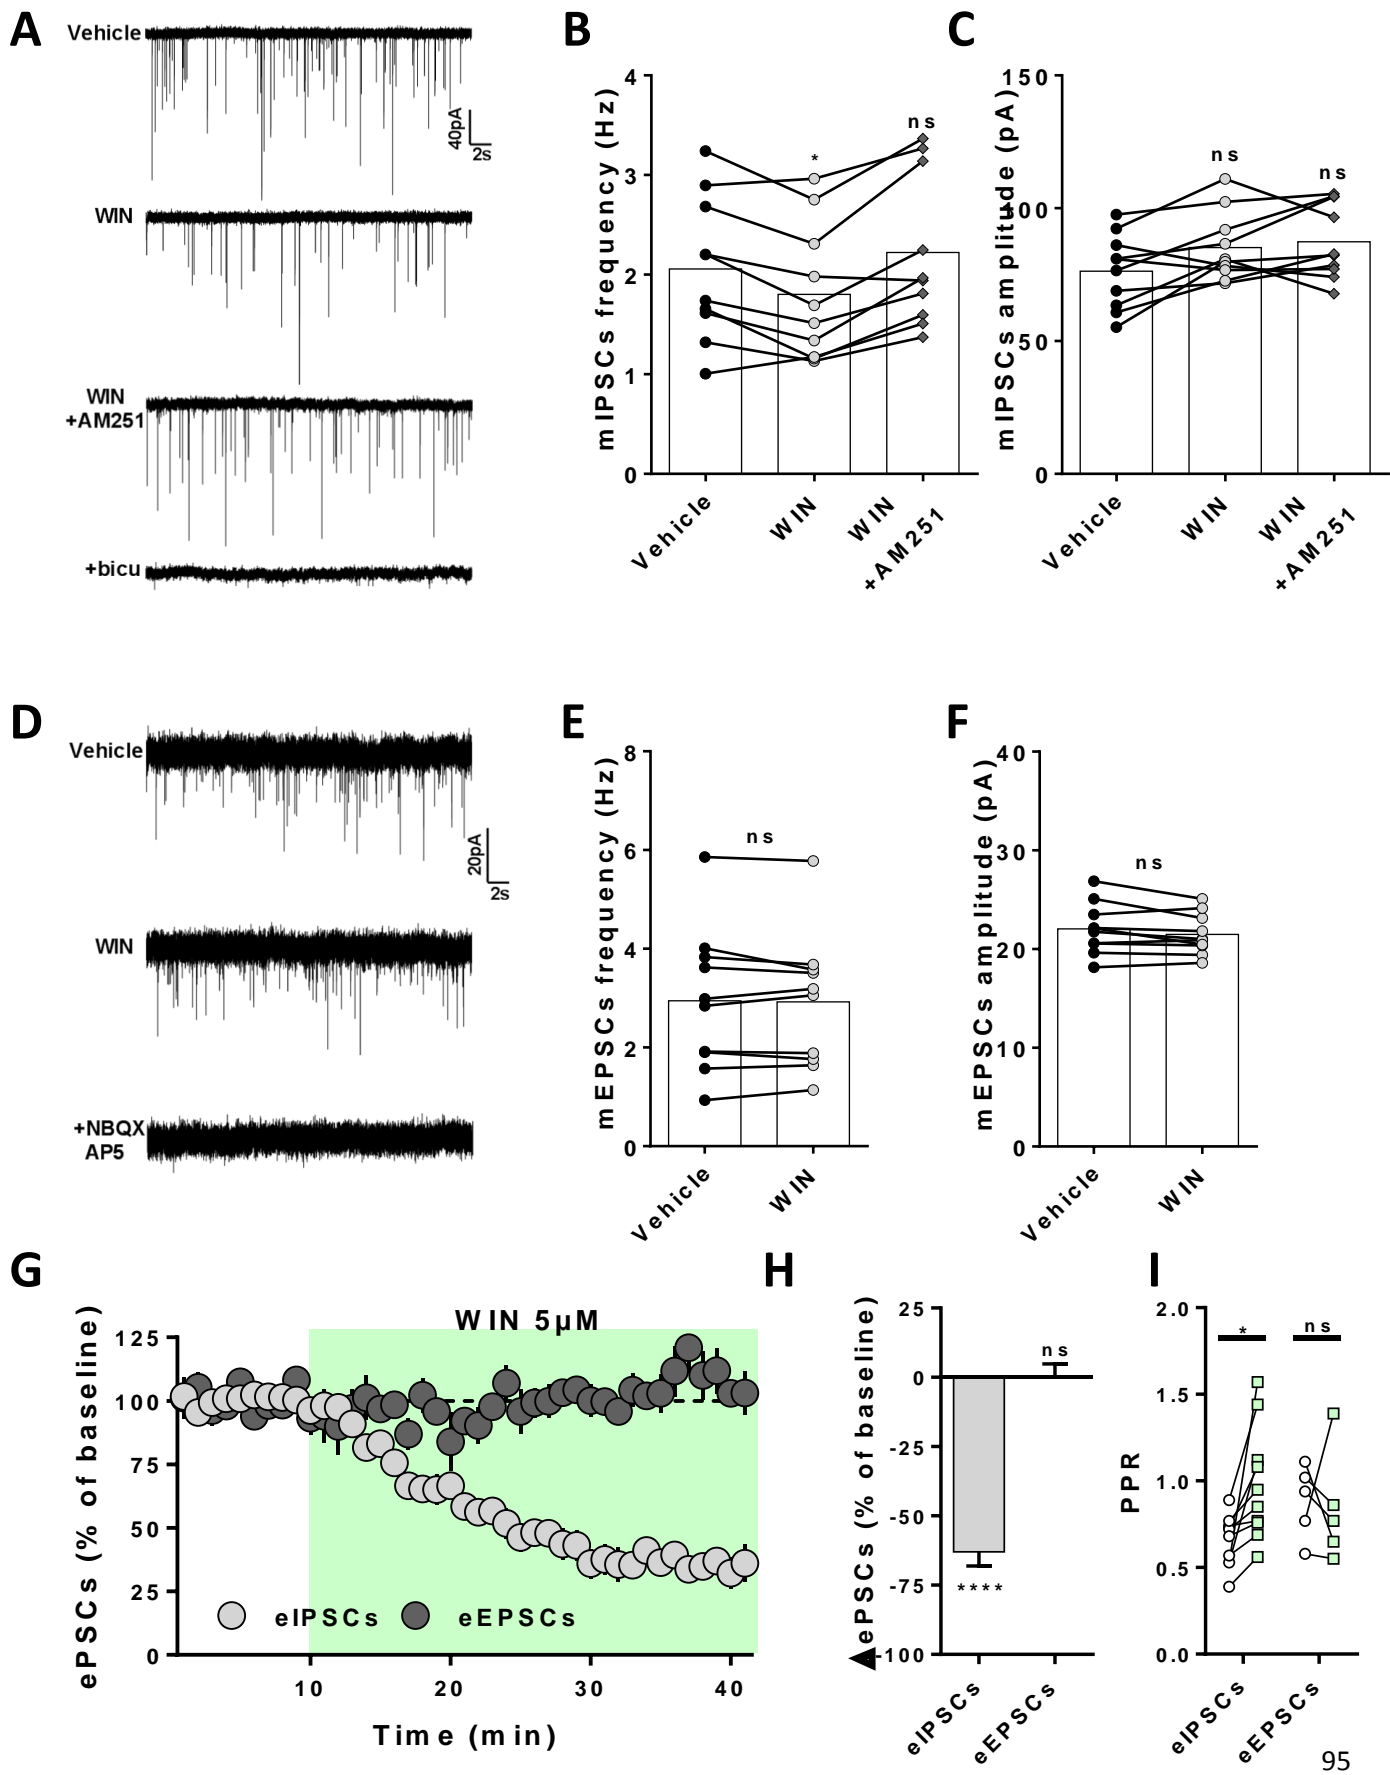 A
Vehicle
40pA
2s
WIN
WIN
+AM251
+bicu
B
mIPSCs frequency (Hz)
4
3
2
1
0
*
ns
Vehicle
WIN
WIN
+AM251
C
mIPSCs amplitude (pA)
150
100
50
0
ns
ns
Vehicle
WIN
WIN
+AM251
D
Vehicle
20pA
2s
WIN
+NBQX
AP5
E
mEPSCs frequency (Hz)
8
6
4
2
0
ns
Vehicle
WIN
F
mEPSCs amplitude (pA)
40
30
20
10
0
ns
Vehicle
WIN
G
WIN 5µM
ePSCs (% of baseline)
125
100
75
50
25
0
eIPSCs eEPSCs
10 20 30 40
Time (min)
H
▲ePSCs (% of baseline)
25
0
-25
-50
-75
-100
ns
****
eIPSCs
eEPSCs
I
PPR
2.0
1.5
1.0
0.5
0.0
*
ns
eIPSCs
eEPSCs
95